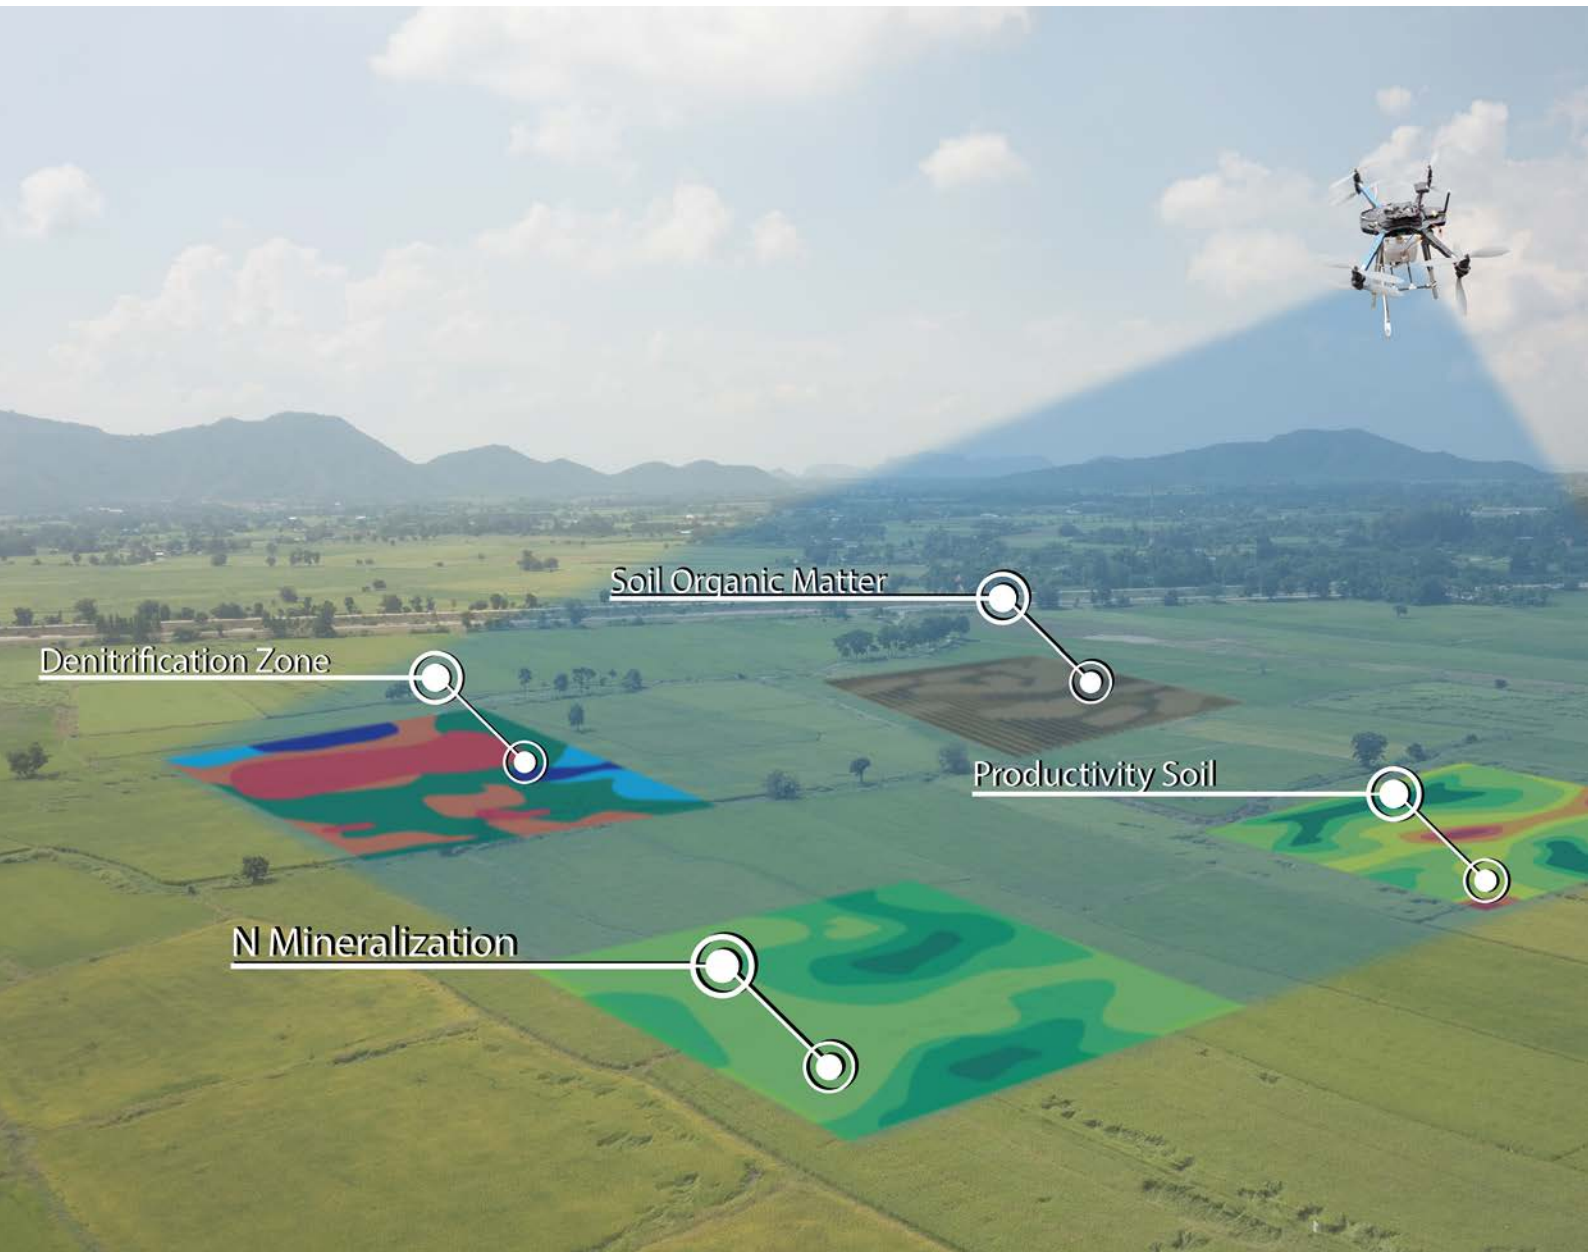 Soil Organic Matter
Denitrification Zone
Productivity Soil
N Mineralization